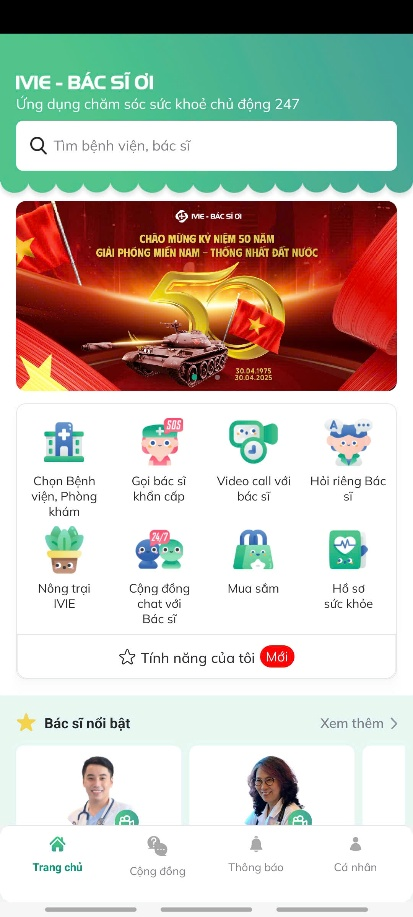 IVIE - BÁC SĨ ƠI
Ứng dụng chăm sóc sức khoẻ chủ động 247
Tìm bệnh viện, bác sĩ
IVIE - BÁC SĨ ƠI
CHÀO MỪNG KỶ NIỆM 50 NĂM
GIẢI PHÓNG MIỀN NAM – THỐNG NHẤT ĐẤT NƯỚC
50
30.04.1975
30.04.2025
SOS
A
Chọn Bệnh
viện, Phòng
khám
Gọi bác sĩ
khẩn cấp
Video call với
bác sĩ
Hỏi riêng Bác
sĩ
24/7
Nông trại
IVIE
Cộng đồng
chat với
Bác sĩ
Mua sắm
Hồ sơ
sức khỏe
Tính năng của tôi Mới
Bác sĩ nổi bật Xem thêm
Trang chủ
Cộng đồng
Thông báo
Cá nhân